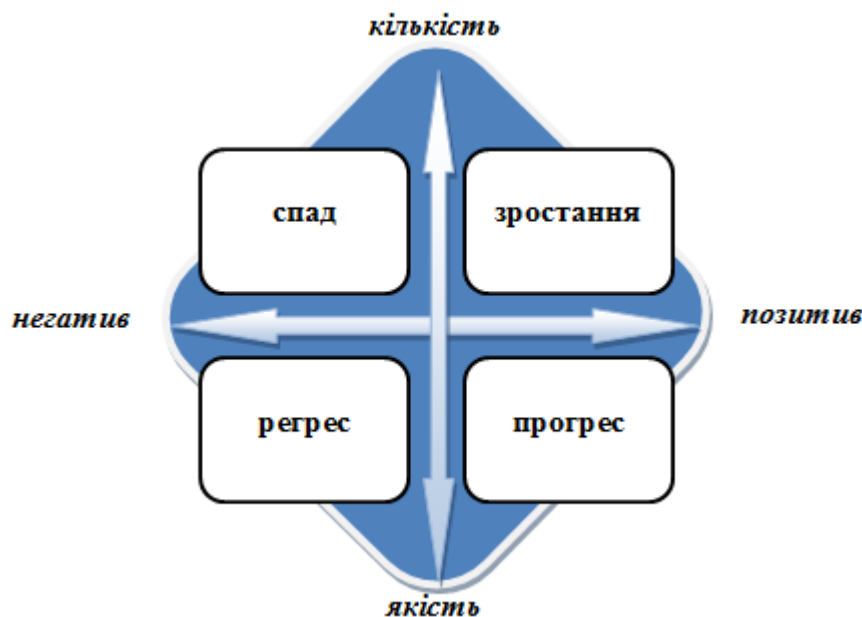 кількість
спад
зростання
негатив
позитив
регрес
прогрес
якість